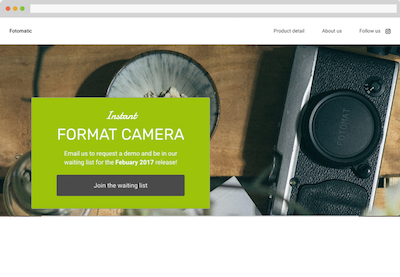 Fotomatic
Product detail
About us
Follow us
Instant
FORMAT CAMERA
Email us to request a demo and be in our
waiting list for the Febuary 2017 release!
Join the waiting list
FOTOMAT